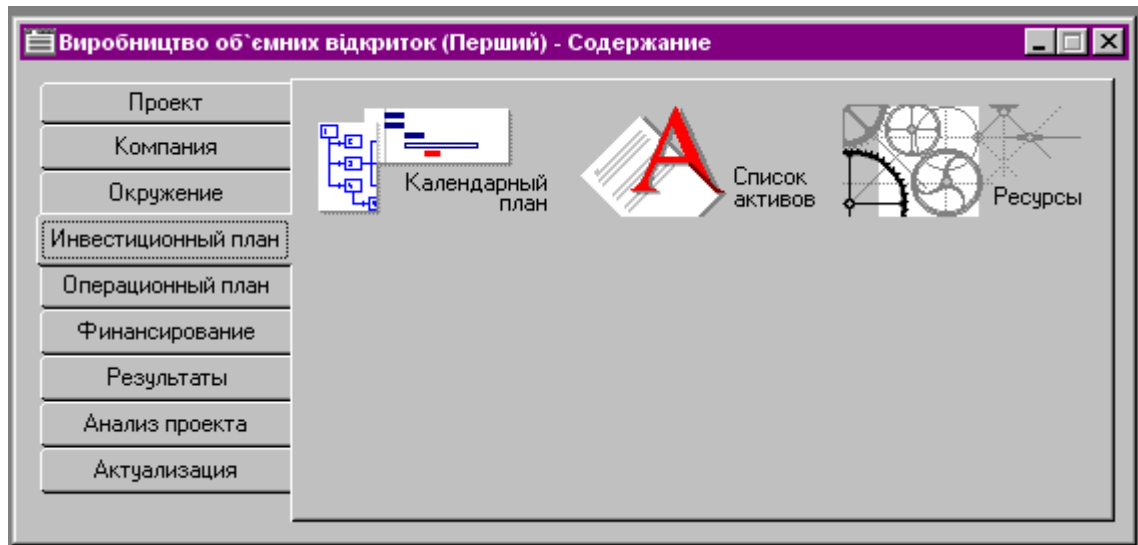 Виробництво об`ємних відкриток (Перший) - Содержание
Проект
Компания
Окружение
Инвестиционный план
Операционный план
Финансирование
Результаты
Анализ проекта
Актуализация
Календарный
план
Список
активов
Ресурсы